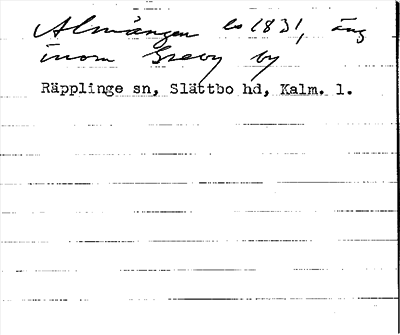 Almängen ls 1831, äng
inom Greby by
Räpplinge sn, Slättbo hd, Kalm. l.